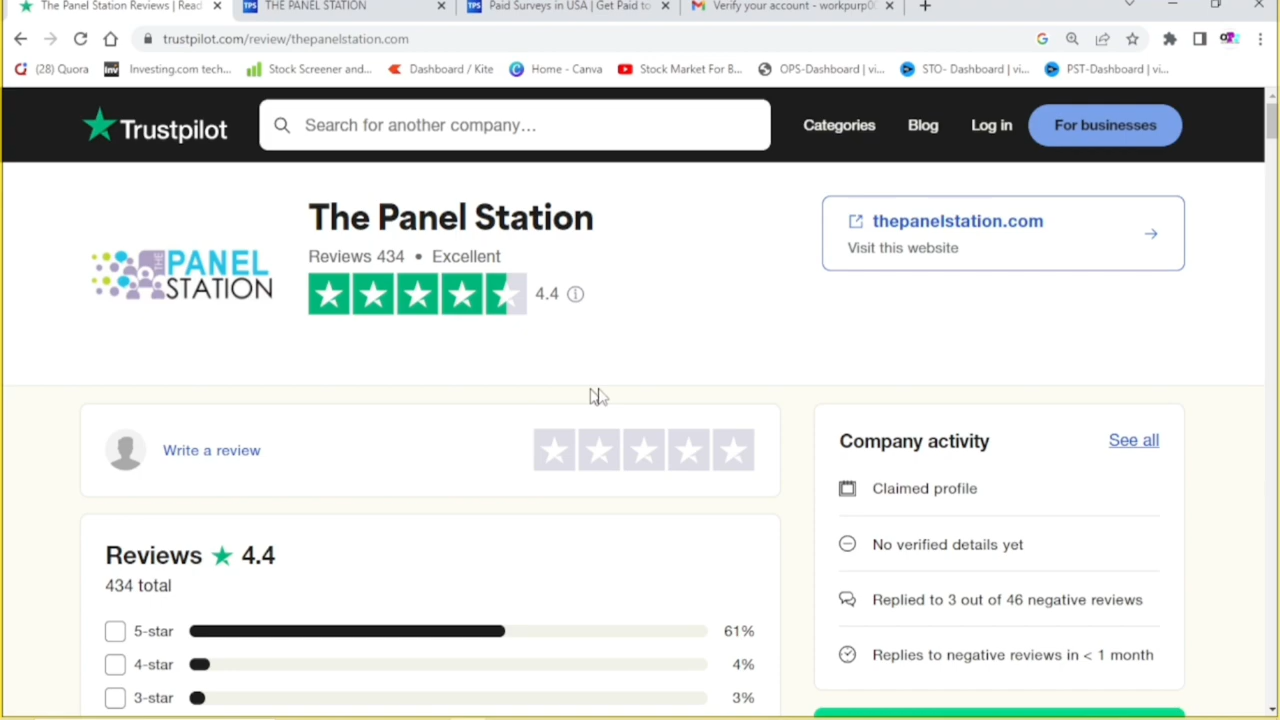 The Panel Station Reviews | Read
THE PANEL STATION
Paid Surveys in USA | Get Paid to
Verify your account - workpurp0
trustpilot.com/review/thepanelstation.com
(28) Quora
Investing.com tech...
Stock Screener and...
Dashboard / Kite
Home - Canva
Stock Market For B...
OPS-Dashboard | vi...
STO- Dashboard | vi...
PST-Dashboard | vi...
Trustpilot
Search for another company...
Categories
Blog
Log in
For businesses
THE PANEL
STATION
The Panel Station
Reviews 434 • Excellent
4.4
thepanelstation.com
Visit this website
Write a review
Company activity
See all
Claimed profile
No verified details yet
Replied to 3 out of 46 negative reviews
Replies to negative reviews in < 1 month
Reviews ★ 4.4
434 total
5-star 61%
4-star 4%
3-star 3%